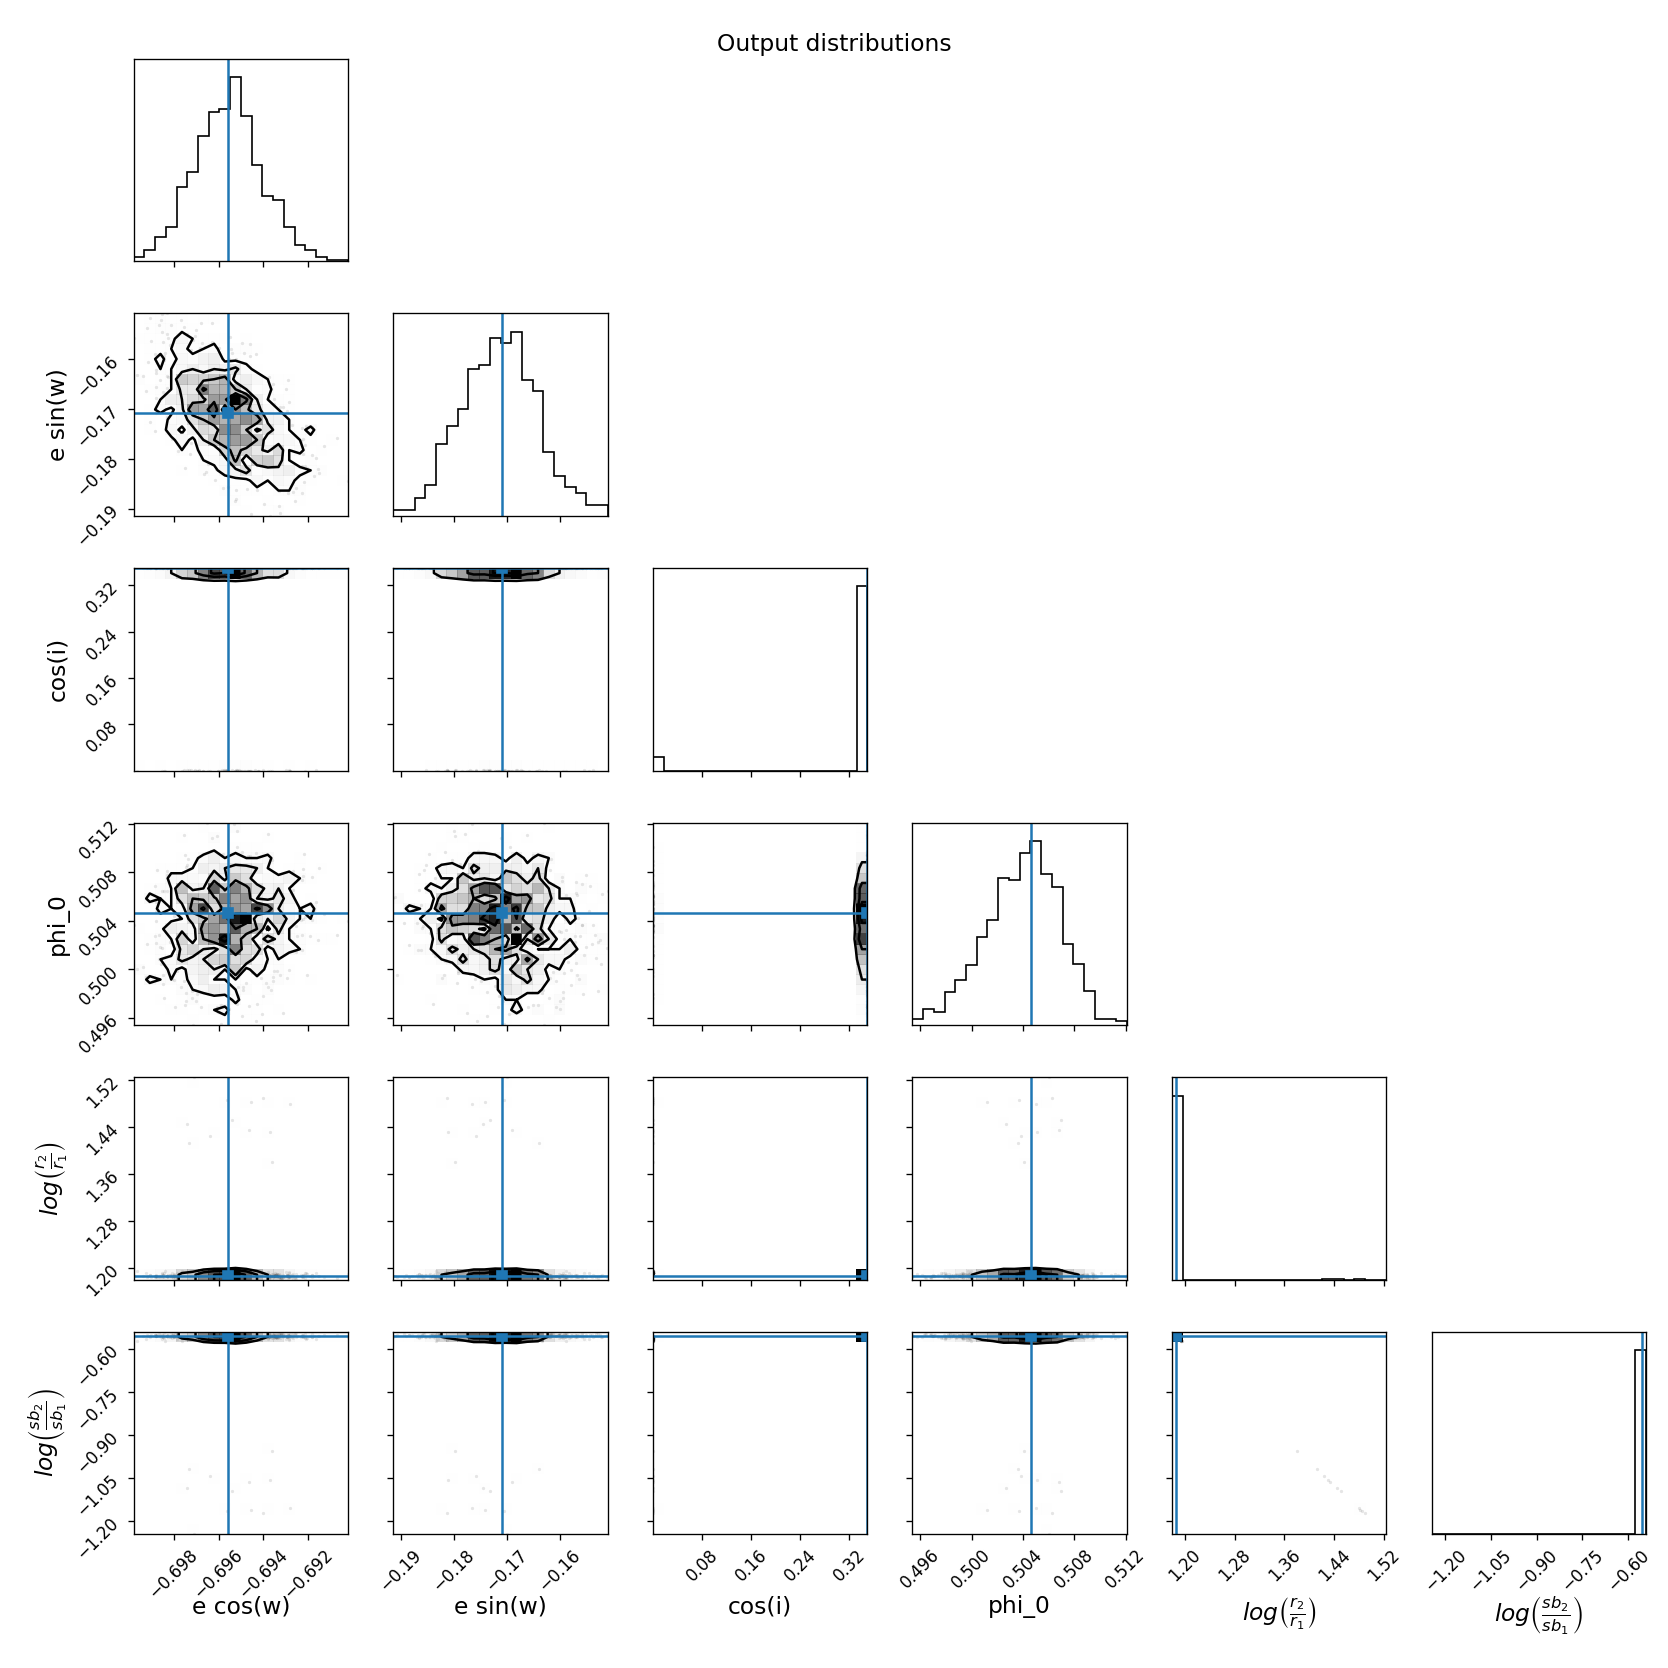 Output distributions
e sin(w)
−0.16
−0.17
−0.18
−0.19
cos(i)
0.32
0.24
0.16
0.08
phi_0
0.512
0.508
0.504
0.500
0.496
log(r₂/r₁)
1.52
1.44
1.36
1.28
1.20
log(sb₂/sb₁)
−0.60
−0.75
−0.90
−1.05
−1.20
−0.698 −0.696 −0.694 −0.692
−0.19 −0.18 −0.17 −0.16
0.08 0.16 0.24 0.32
0.496 0.500 0.504 0.508 0.512
1.20 1.28 1.36 1.44 1.52
−1.20 −1.05 −0.90 −0.75 −0.60
e cos(w)
e sin(w)
cos(i)
phi_0
log(r₂/r₁)
log(sb₂/sb₁)